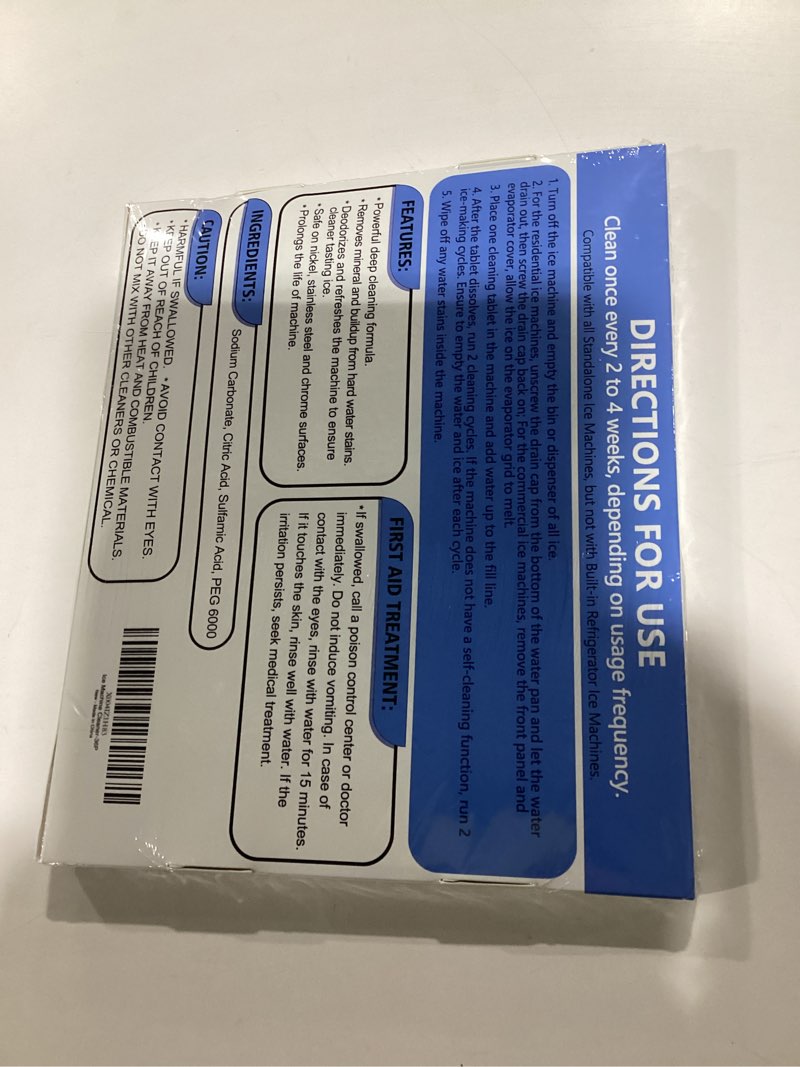 DIRECTIONS FOR USE
Clean once every 2 to 4 weeks, depending on usage frequency.
Compatible with all Standalone Ice Machines, but not with Built-in Refrigerator Ice Machines.
1. Turn off the ice machine and empty the bin or dispenser of all ice.
2. For the residential ice machines, unscrew the drain cap from the bottom of the water pan and let the water
drain out, then screw the drain cap back on; For the commercial ice machines, remove the front panel and
evaporator cover, allow the ice on the evaporator grid to melt.
3. Place one cleaning tablet in the machine and add water up to the fill line.
4. After the tablet dissolves, run 2 cleaning cycles. If the machine does not have a self-cleaning function, run 2
ice-making cycles. Ensure to empty the water and ice after each cycle.
5. Wipe off any water stains inside the machine.
FEATURES:
•Powerful deep cleaning formula.
•Removes mineral and buildup from hard water stains.
•Deodorizes and refreshes the machine to ensure
cleaner tasting ice.
•Safe on nickel, stainless steel and chrome surfaces.
•Prolongs the life of machine.
FIRST AID TREATMENT:
•If swallowed, call a poison control center or doctor
immediately. Do not induce vomiting. In case of
contact with the eyes, rinse with water for 15 minutes.
If it touches the skin, rinse well with water. If the
irritation persists, seek medical treatment.
INGREDIENTS:
Sodium Carbonate, Citric Acid, Sulfamic Acid, PEG 6000
CAUTION:
•HARMFUL IF SWALLOWED. •AVOID CONTACT WITH EYES.
•KEEP OUT OF REACH OF CHILDREN.
•KEEP IT AWAY FROM HEAT AND COMBUSTIBLE MATERIALS.
•DO NOT MIX WITH OTHER CLEANERS OR CHEMICAL.
Ice Machine Cleaner-36P
New - Made in China